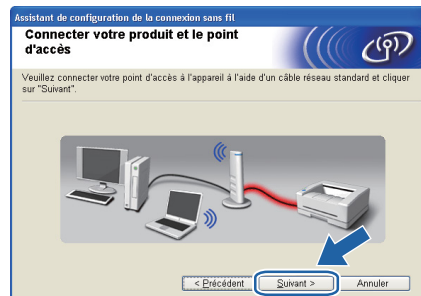 Assistant de configuration de la connexion sans fil
Connecter votre produit et le point
d'accès
Veuillez connecter votre point d'accès à l'appareil à l'aide d'un câble réseau standard et cliquer
sur "Suivant".
< Précédent
Suivant >
Annuler